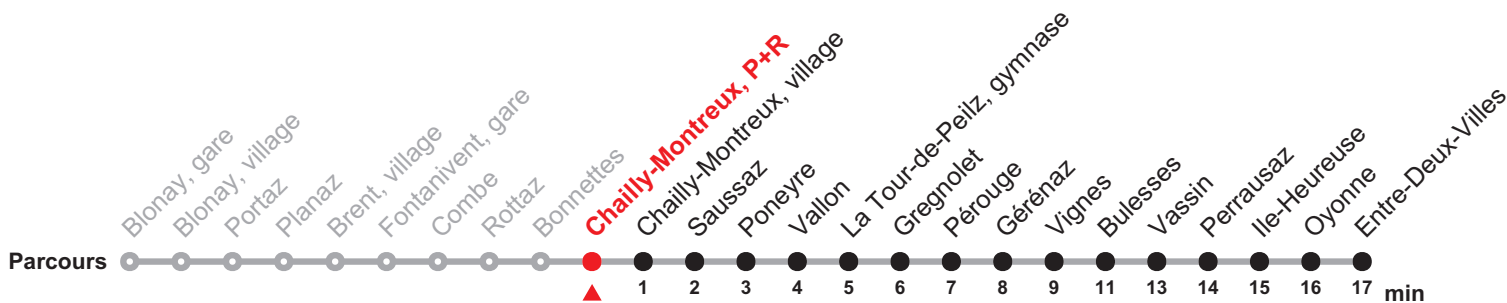 Blonay, gare
Blonay, village
Portaz
Planaz
Brent, village
Fontanivent, gare
Combe
Rottaz
Bonnettes
Chailly-Montreux, P+R
Chailly-Montreux, village
Saussaz
Poneyre
Vallon
La Tour-de-Peilz, gymnase
Gregnolet
Pérouge
Gérénaz
Vignes
Bulesses
Vassin
Perrausaz
Ile-Heureuse
Oyonne
Entre-Deux-Villes
Parcours
1 2 3 4 5 6 7 8 9 11 13 14 15 16 17 min